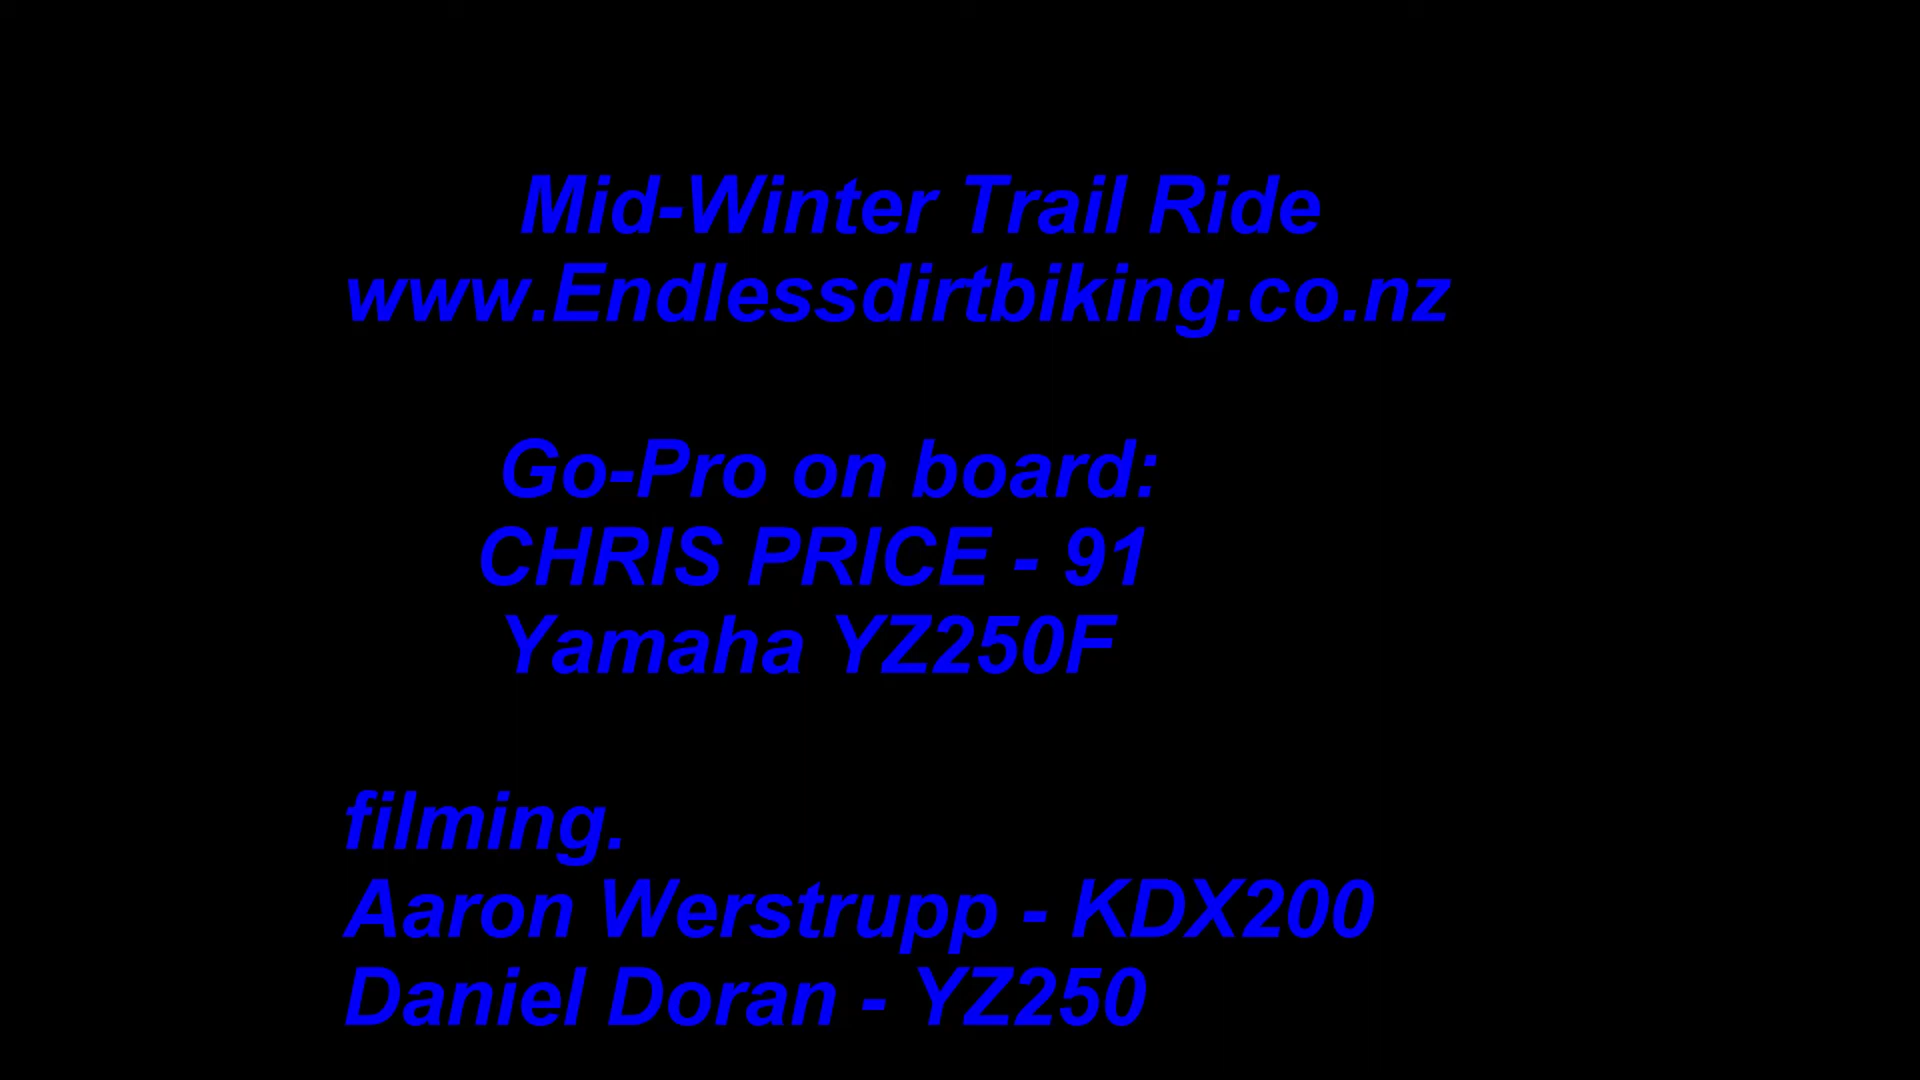 Mid-Winter Trail Ride
www.Endlessdirtbiking.co.nz
Go-Pro on board:
CHRIS PRICE - 91
Yamaha YZ250F
filming.
Aaron Werstrupp - KDX200
Daniel Doran - YZ250